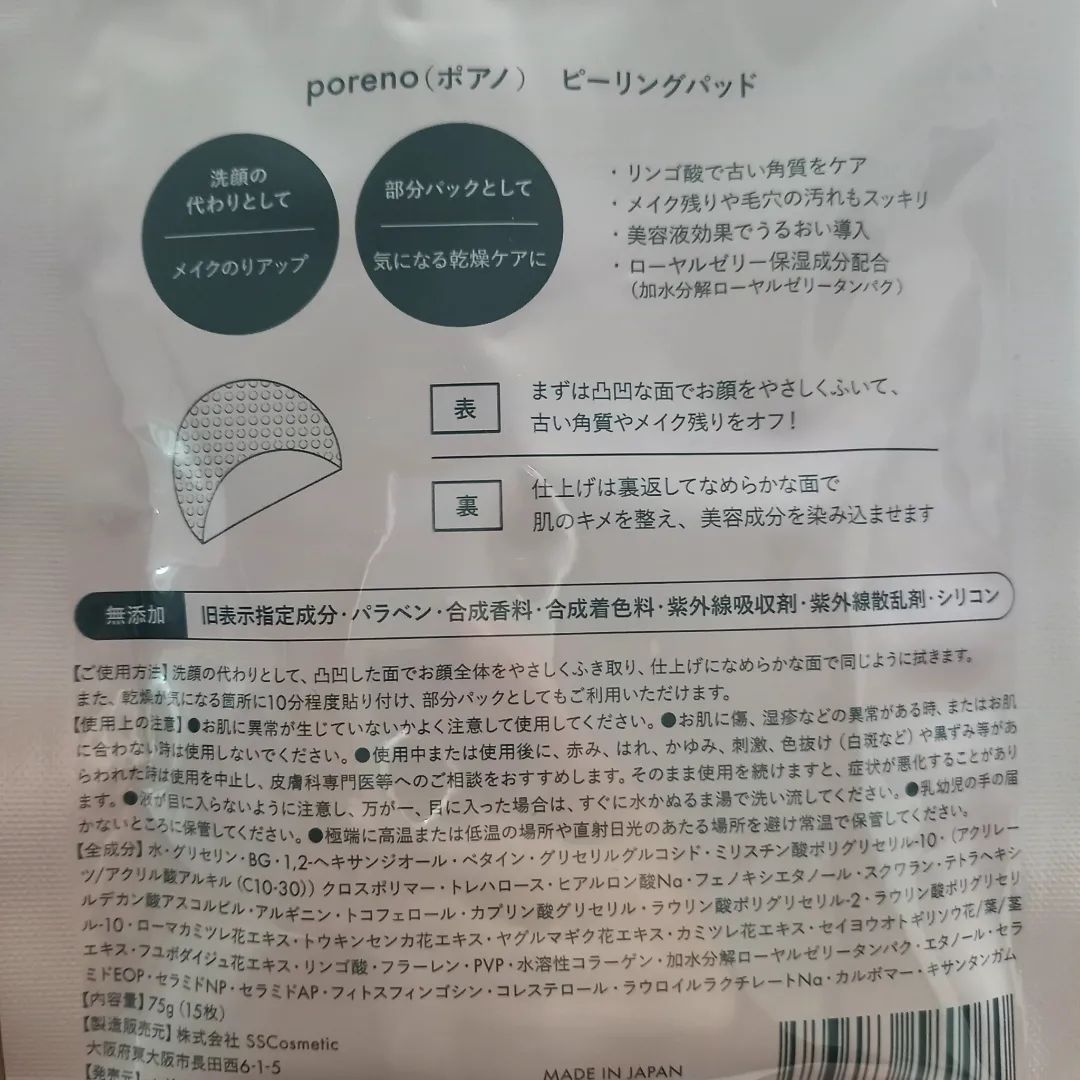 poreno(ポアノ) ピーリングパッド
洗顔の
代わりとして
メイクのりアップ
部分パックとして
気になる乾燥ケアに
・リンゴ酸で古い角質をケア
・メイク残りや毛穴の汚れもスッキリ
・美容液効果でうるおい導入
・ローヤルゼリー保湿成分配合
(加水分解ローヤルゼリータンパク)
表
まずは凸凹な面でお顔をやさしくふいて、
古い角質やメイク残りをオフ!
裏
仕上げは裏返してなめらかな面で
肌のキメを整え、美容成分を染み込ませます
無添加 旧表示指定成分・パラベン・合成香料・合成着色料・紫外線吸収剤・紫外線散乱剤・シリコン
【ご使用方法】洗顔の代わりとして、凸凹した面でお顔全体をやさしくふき取り、仕上げになめらかな面で同じように拭きます。
また、乾燥が気になる箇所に10分程度貼り付け、部分パックとしてもご利用いただけます。
【使用上の注意】●お肌に異常が生じていないかよく注意して使用してください。●お肌に傷、湿疹などの異常がある時、またはお肌
に合わない時は使用しないでください。●使用中または使用後に、赤み、はれ、かゆみ、刺激、色抜け(白斑など)や黒ずみ等があ
らわれた時は使用を中止し、皮膚科専門医等へのご相談をおすすめします。そのまま使用を続けますと、症状が悪化することがあり
ます。●液が目に入らないように注意し、万が一、目に入った場合は、すぐに水かぬるま湯で洗い流してください。●乳幼児の手の届
かないところに保管してください。●極端に高温または低温の場所や直射日光のあたる場所を避け常温で保管してください。
【全成分】水・グリセリン・BG・1,2-ヘキサンジオール・ベタイン・グリセリルグルコシド・ミリスチン酸ポリグリセリル-10・(アクリレー
ツ/アクリル酸アルキル(C10-30))クロスポリマー・トレハロース・ヒアルロン酸Na・フェノキシエタノール・スクワラン・テトラヘキシ
ルデカン酸アスコルビル・アルギニン・トコフェロール・カプリン酸グリセリル・ラウリン酸ポリグリセリル-2・ラウリン酸ポリグリセリ
ル-10・ローマカミツレ花エキス・トウキンセンカ花エキス・ヤグルマギク花エキス・カミツレ花エキス・セイヨウオトギリソウ花/葉/茎
エキス・フユボダイジュ花エキス・リンゴ酸・フラーレン・PVP・水溶性コラーゲン・加水分解ローヤルゼリータンパク・エタノール・セラ
ミドEOP・セラミドNP・セラミドAP・フィトスフィンゴシン・コレステロール・ラウロイルラクチレートNa・カルボマー・キサンタンガム
【内容量】75g(15枚)
【製造販売元】株式会社 SSCosmetic
大阪府東大阪市長田西6-1-5
【発売元】
MADE IN JAPAN